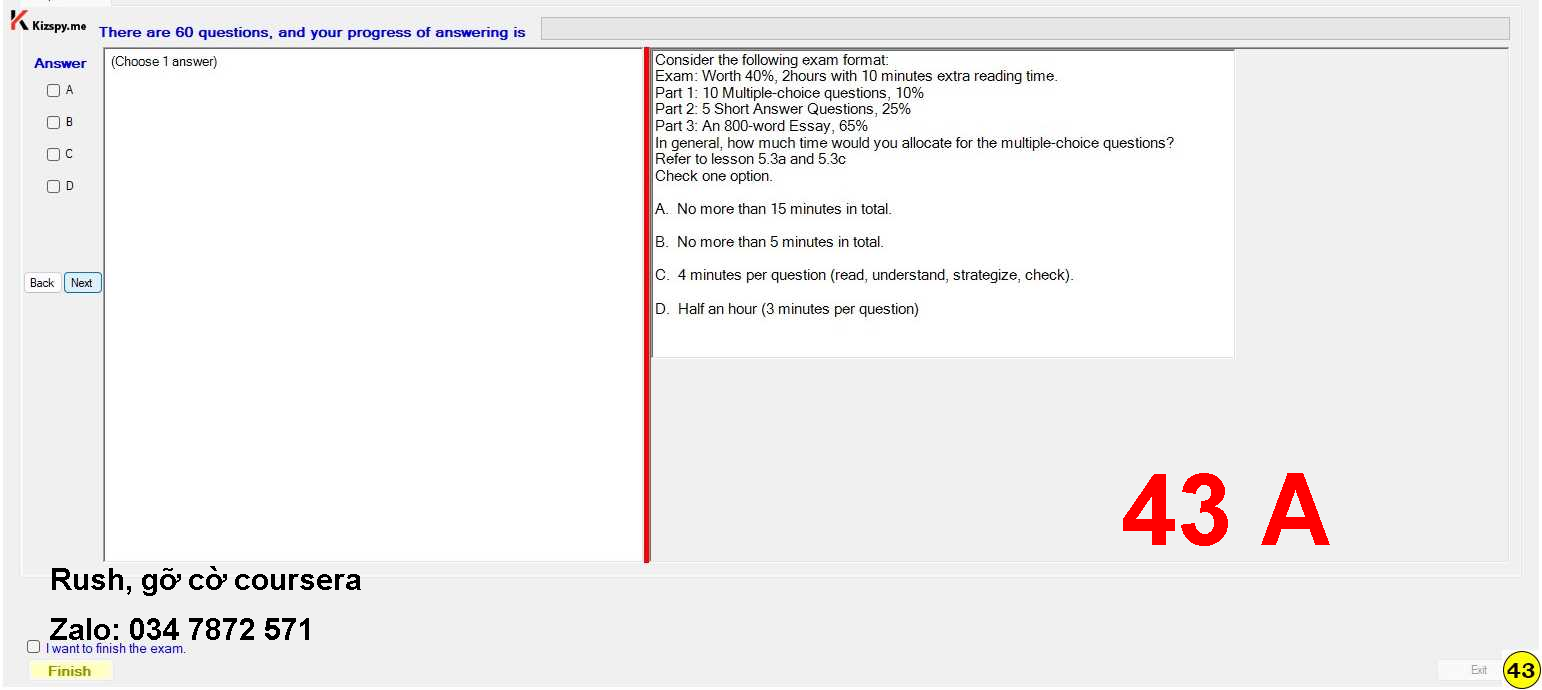 Kizspy.me
There are 60 questions, and your progress of answering is
Answer
A
B
C
D
Back Next
(Choose 1 answer)
Consider the following exam format:
Exam: Worth 40%, 2hours with 10 minutes extra reading time.
Part 1: 10 Multiple-choice questions, 10%
Part 2: 5 Short Answer Questions, 25%
Part 3: An 800-word Essay, 65%
In general, how much time would you allocate for the multiple-choice questions?
Refer to lesson 5.3a and 5.3c
Check one option.
A. No more than 15 minutes in total.
B. No more than 5 minutes in total.
C. 4 minutes per question (read, understand, strategize, check).
D. Half an hour (3 minutes per question)
43 A
Rush, gỡ cờ coursera
Zalo: 034 7872 571
I want to finish the exam.
Finish
Exit
43